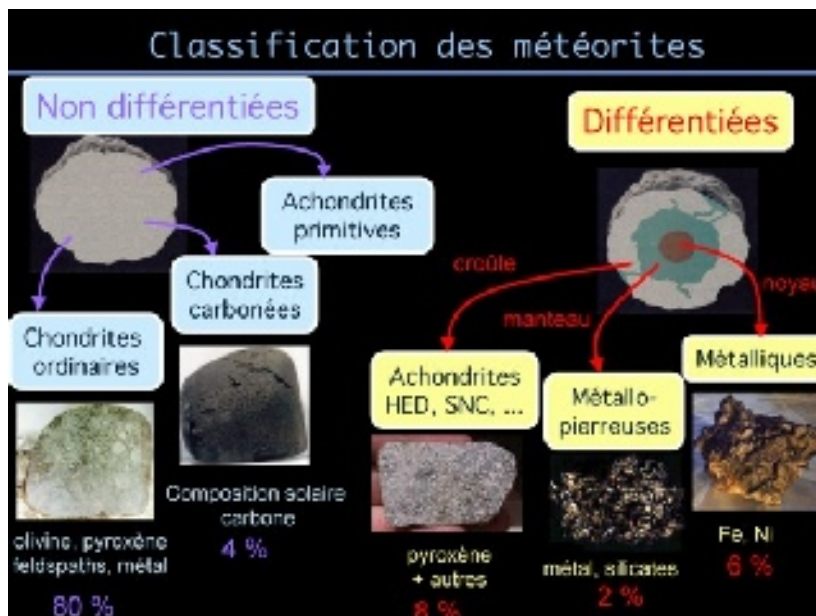 Classification des météorites
Non différentiées
Différentiées
Achondrites
primitives
Chondrites
carbonées
Chondrites
ordinaires
croûte
manteau
noyau
Achondrites
HED, SNC, ...
Métallo-
pierreuses
Métalliques
olivine, pyroxène
feldspaths, métal
80 %
Composition solaire
carbone
4 %
pyroxène
+ autres
8 %
métal, silicates
2 %
Fe, Ni
6 %